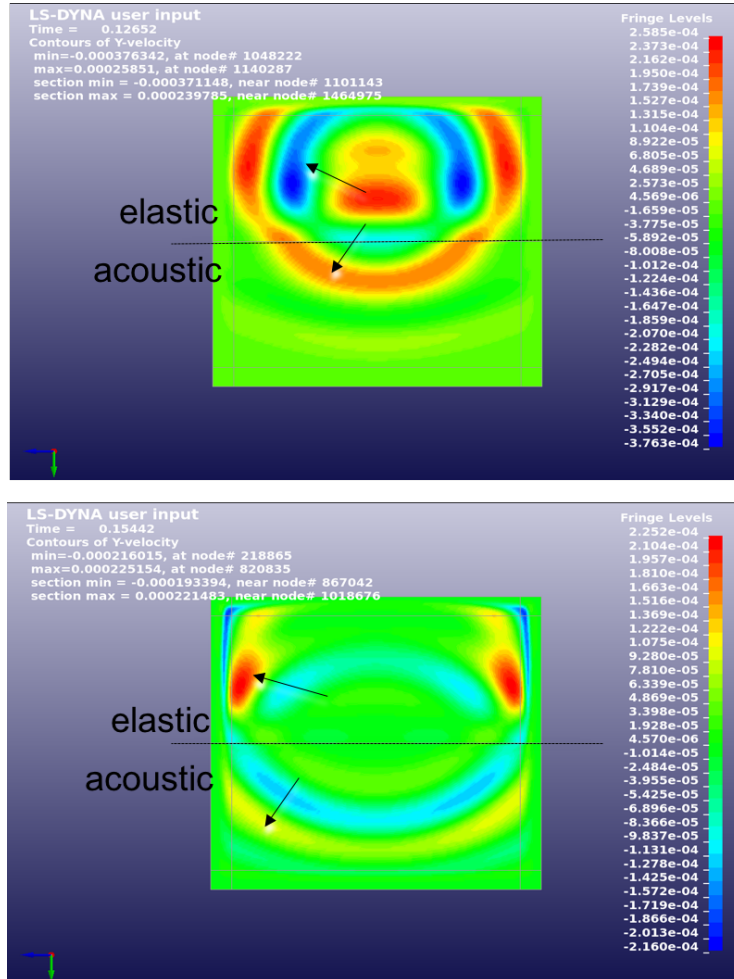 LS-DYNA user input
Time = 0.12652
Contours of Y-velocity
min=-0.000376342, at node# 1048222
max=0.00025851, at node# 1140287
section min = -0.000371148, near node# 1101143
section max = 0.000239785, near node# 1464975
elastic
acoustic
Fringe Levels
2.585e-04
2.373e-04
2.162e-04
1.950e-04
1.739e-04
1.527e-04
1.315e-04
1.104e-04
8.922e-05
6.805e-05
4.689e-05
2.573e-05
4.569e-06
-1.659e-05
-3.775e-05
-5.892e-05
-8.008e-05
-1.012e-04
-1.224e-04
-1.436e-04
-1.647e-04
-1.859e-04
-2.070e-04
-2.282e-04
-2.494e-04
-2.705e-04
-2.917e-04
-3.129e-04
-3.340e-04
-3.552e-04
-3.763e-04
LS-DYNA user input
Time = 0.15442
Contours of Y-velocity
min=-0.000216015, at node# 218865
max=0.000225154, at node# 820835
section min = -0.000193394, near node# 867042
section max = 0.000221483, near node# 1018676
elastic
acoustic
Fringe Levels
2.252e-04
2.104e-04
1.957e-04
1.810e-04
1.663e-04
1.516e-04
1.369e-04
1.222e-04
1.075e-04
9.280e-05
7.810e-05
6.339e-05
4.869e-05
3.398e-05
1.928e-05
4.570e-06
-1.014e-05
-2.484e-05
-3.955e-05
-5.425e-05
-6.896e-05
-8.366e-05
-9.837e-05
-1.131e-04
-1.278e-04
-1.425e-04
-1.572e-04
-1.719e-04
-1.866e-04
-2.013e-04
-2.160e-04